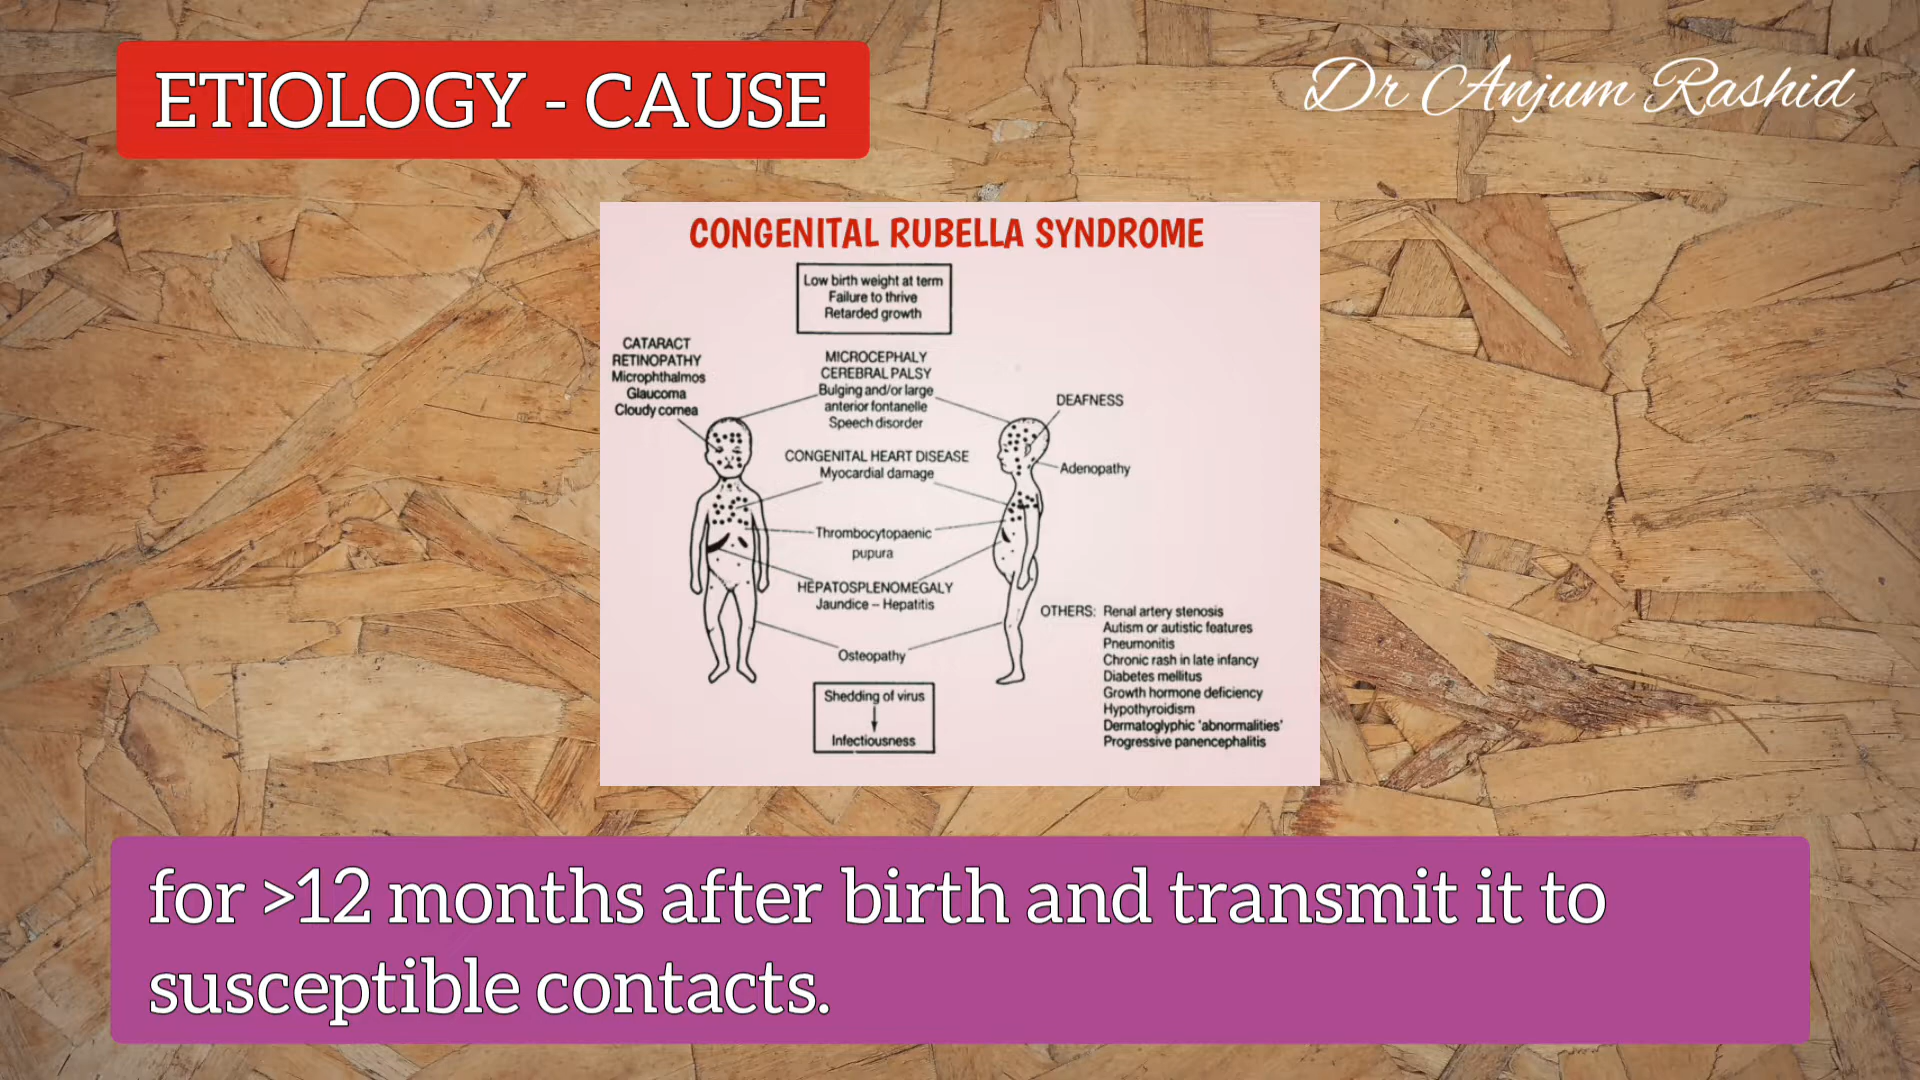 ETIOLOGY - CAUSE
Dr Anjum Rashid
CONGENITAL RUBELLA SYNDROME
Low birth weight at term
Failure to thrive
Retarded growth
CATARACT
RETINOPATHY
Microphthalmos
Glaucoma
Cloudy cornea
MICROCEPHALY
CEREBRAL PALSY
Bulging and/or large
anterior fontanelle
Speech disorder
DEAFNESS
CONGENITAL HEART DISEASE
Myocardial damage
Adenopathy
Thrombocytopaenic
pupura
HEPATOSPLENOMEGALY
Jaundice – Hepatitis
OTHERS: Renal artery stenosis
Autism or autistic features
Pneumonitis
Chronic rash in late infancy
Diabetes mellitus
Growth hormone deficiency
Hypothyroidism
Dermatoglyphic 'abnormalities'
Progressive panencephalitis
Osteopathy
Shedding of virus
Infectiousness
for >12 months after birth and transmit it to
susceptible contacts.